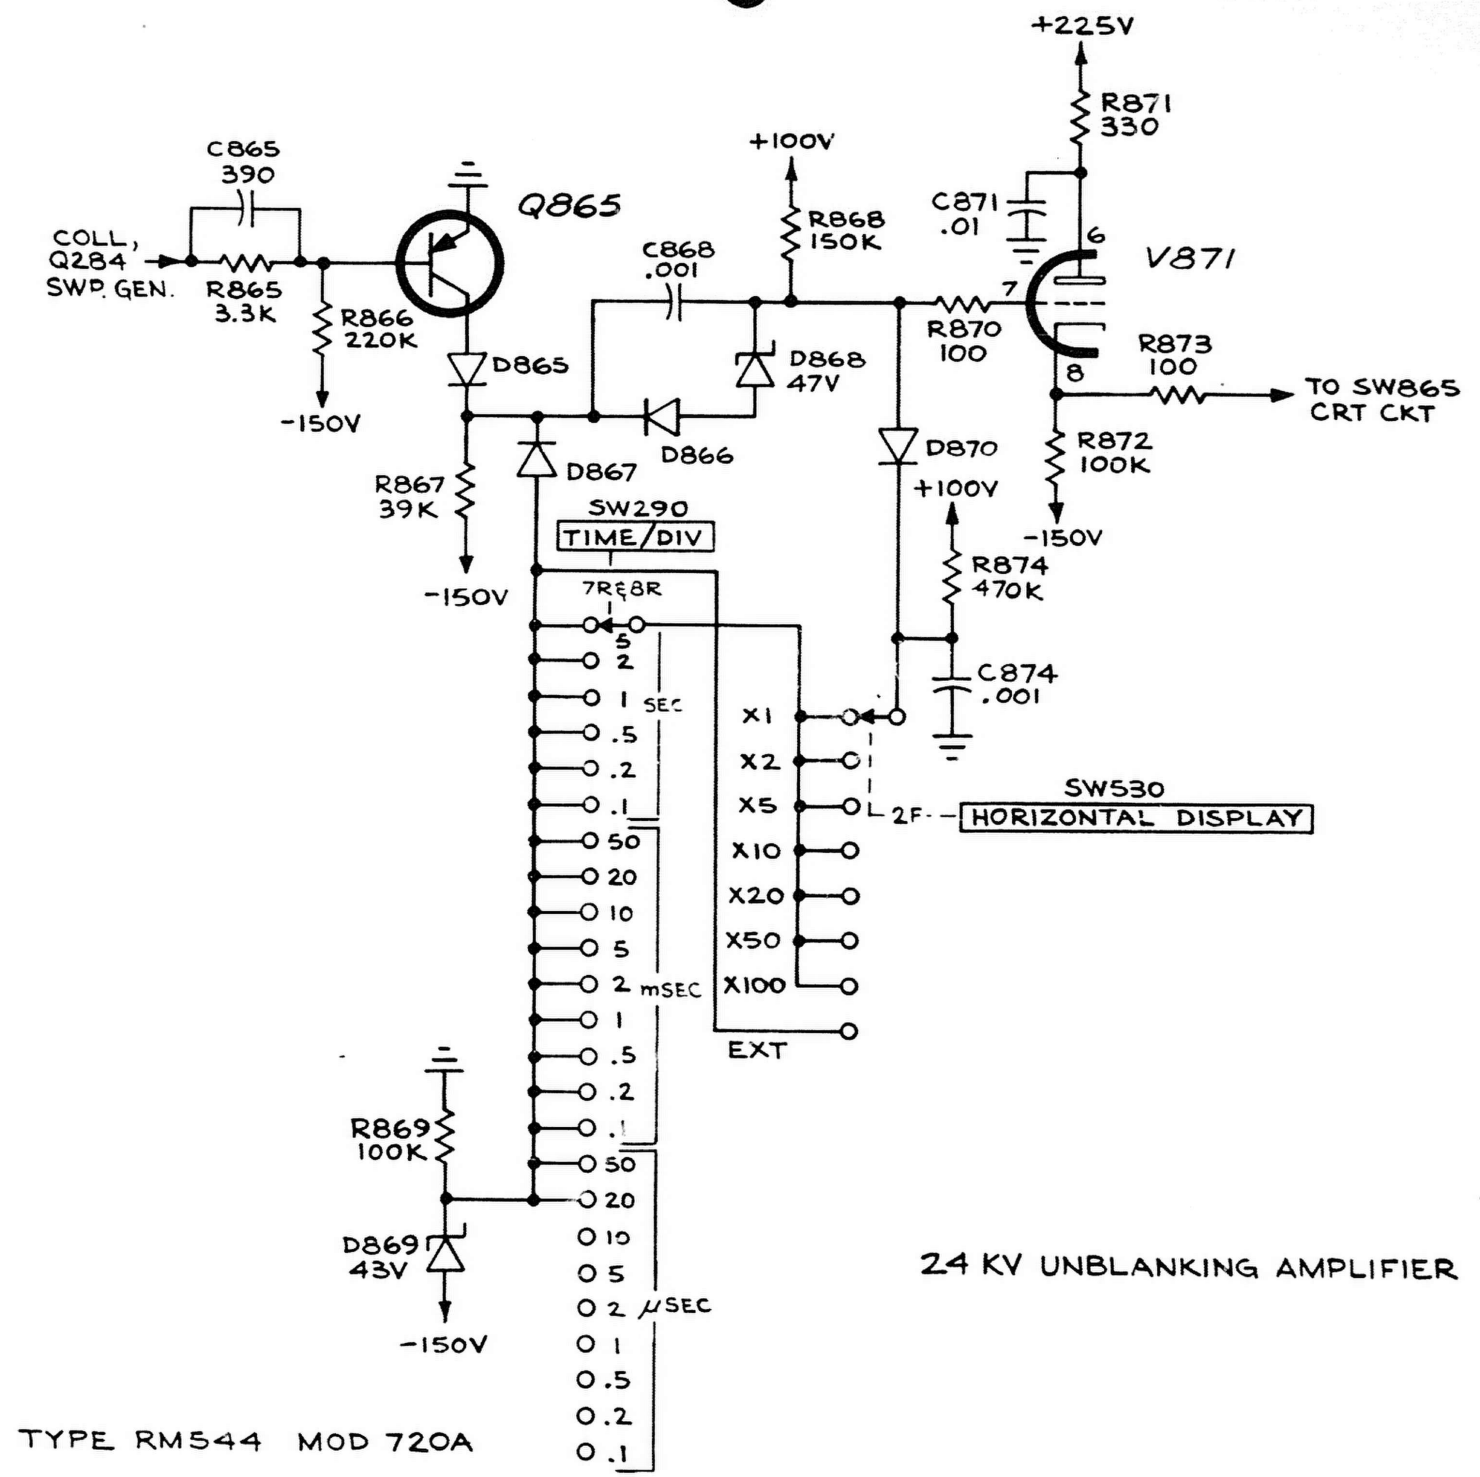 +225V
R871
330
C865
390
+100V
Q865
R868
150K
C871
.01
6
V871
COLL,
Q284
SWP. GEN.
C868
.001
7
R865
3.3K
R866
220K
R870
100
R873
100
D865
D868
47V
8
TO SW865
CRT CKT
-150V
D866
D870
R872
100K
R867
39K
D867
+100V
SW290
TIME/DIV
-150V
R874
470K
-150V
7R&8R
5
2
1
SEC
.5
.2
.1
C874
.001
X1
X2
X5
X10
X20
X50
X100
EXT
SW530
2F
HORIZONTAL DISPLAY
50
20
10
5
2
mSEC
1
.5
.2
.1
R869
100K
50
20
10
5
2
µSEC
1
.5
.2
.1
D869
43V
-150V
24 KV UNBLANKING AMPLIFIER
TYPE RM544 MOD 720A